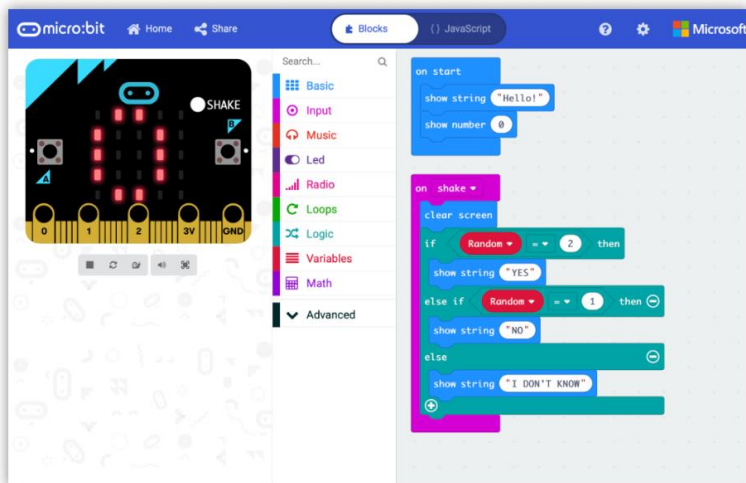 micro:bit Home Share Blocks {} JavaScript ? Microsoft
SHAKE
B
A
0 1 2 3V GND
Search...
Basic
Input
Music
Led
Radio
Loops
Logic
Variables
Math
Advanced
on start
show string "Hello!"
show number 0
on shake
clear screen
if Random = 2 then
show string "YES"
else if Random = 1 then
show string "NO"
else
show string "I DON'T KNOW"